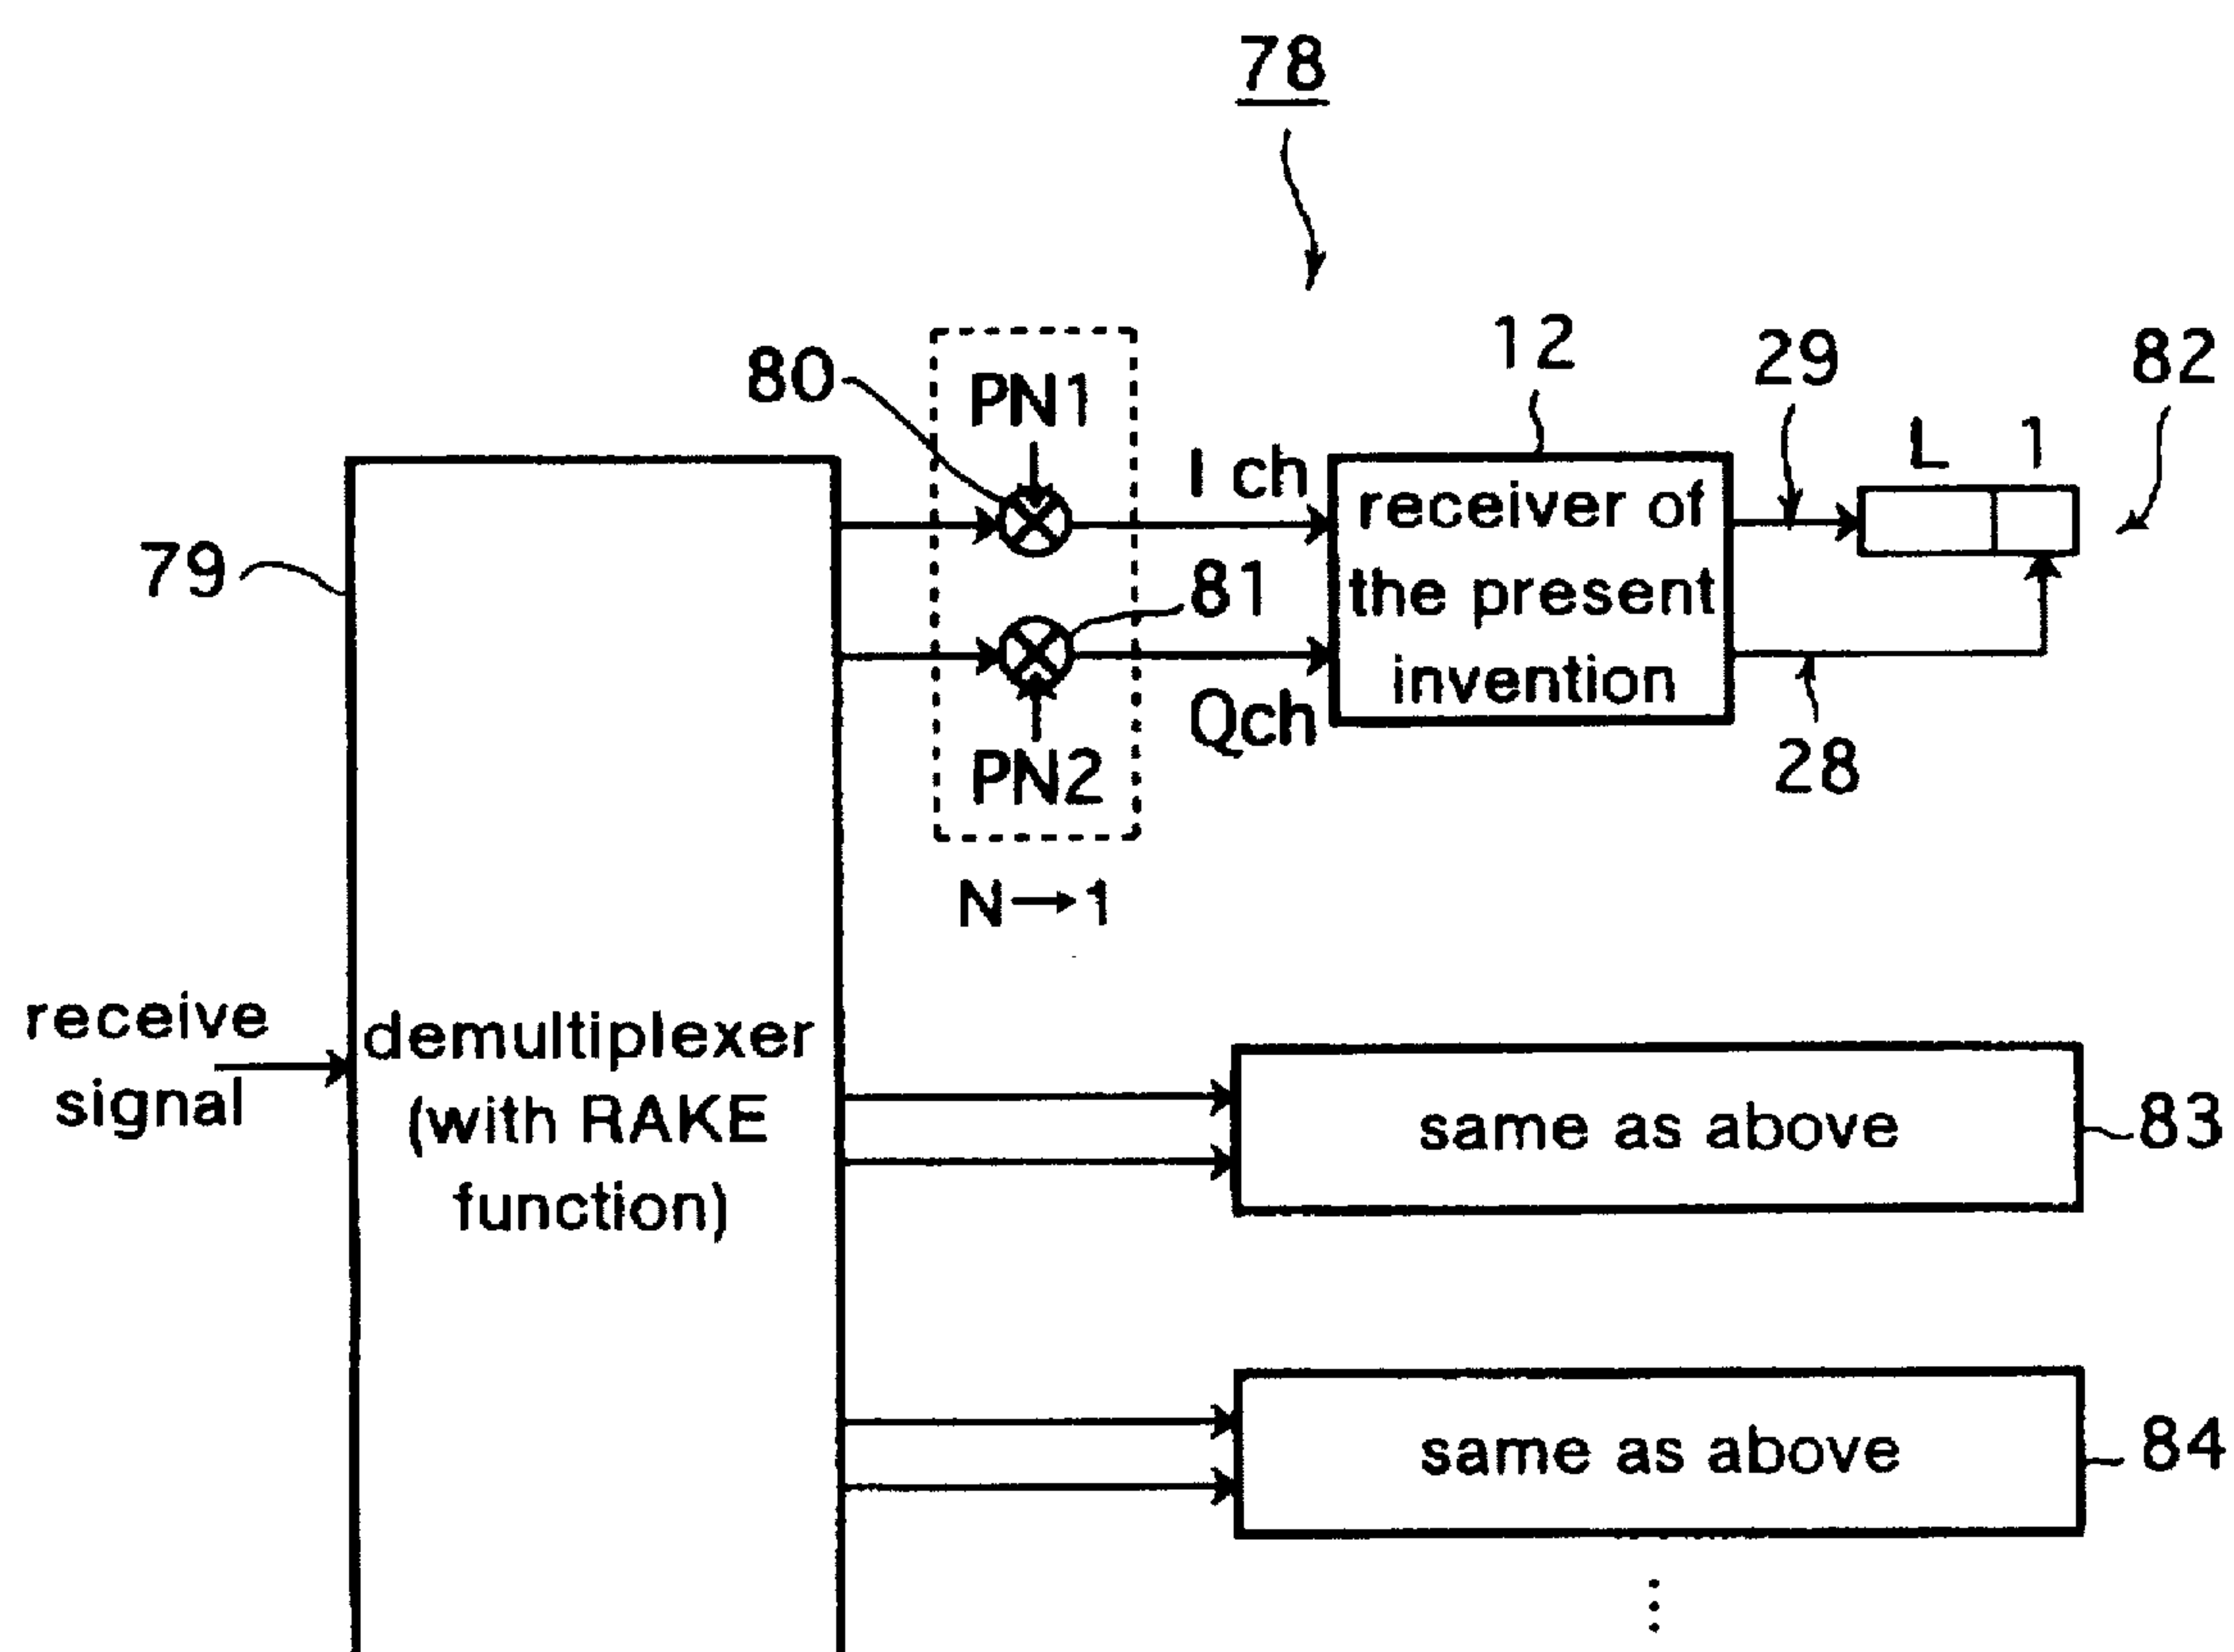 78
80
PN1
12
29
82
L 1
I ch
receiver of
the present
invention
79
81
Qch
PN2
28
N→1
receive
signal
demultiplexer
(with RAKE
function)
same as above
83
same as above
84